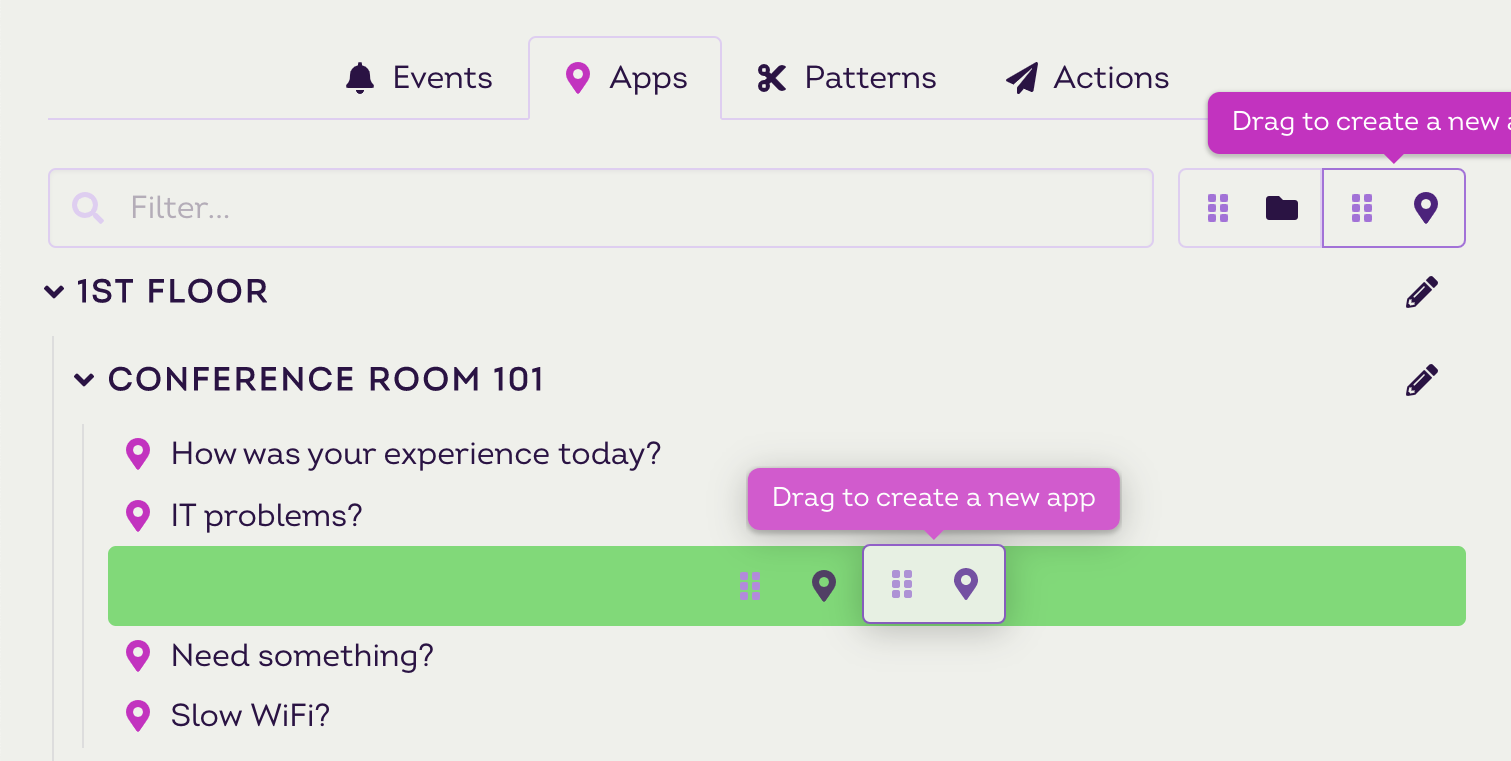 Events Apps Patterns Actions
Drag to create a new
Filter...
1ST FLOOR
CONFERENCE ROOM 101
How was your experience today?
Drag to create a new app
IT problems?
Need something?
Slow WiFi?